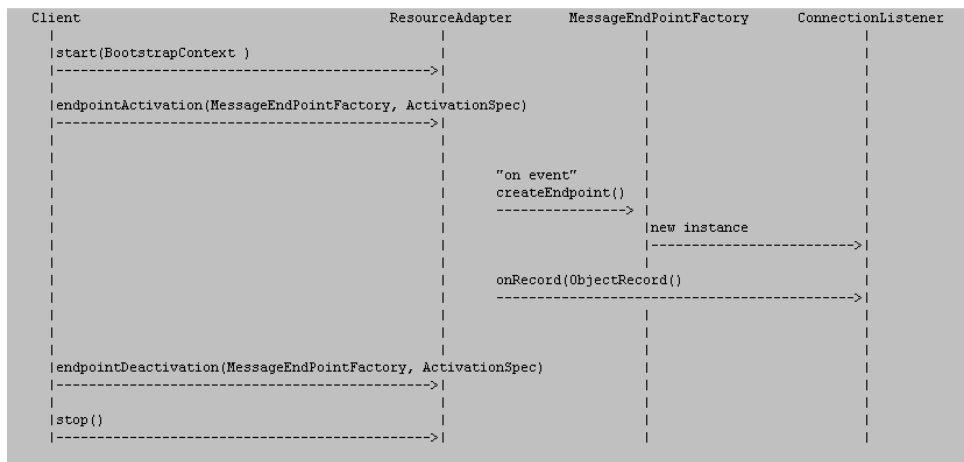 Client ResourceAdapter MessageEndPointFactory ConnectionListener
start(BootstrapContext )
endpointActivation(MessageEndPointFactory, ActivationSpec)
"on event"
createEndpoint()
new instance
onRecord(ObjectRecord()
endpointDeactivation(MessageEndPointFactory, ActivationSpec)
stop()